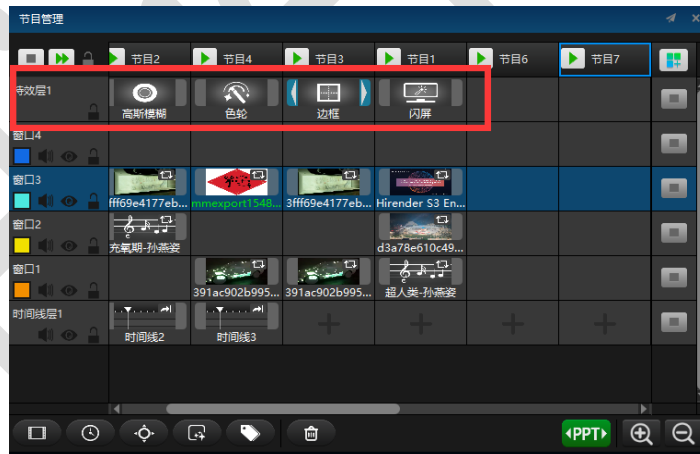 节目管理
节目2 节目4 节目3 节目1 节目6 节目7
特效层1
高斯模糊 色轮 边框 闪屏
窗口4
窗口3
fff69e4177eb... mmexport1548... 3fff69e4177eb... Hirender S3 En...
窗口2
充氧期-孙燕姿 d3a78e610c49...
窗口1
391ac902b995... 391ac902b995... 超人类-孙燕姿
时间线层1
时间线2 时间线3
PPT